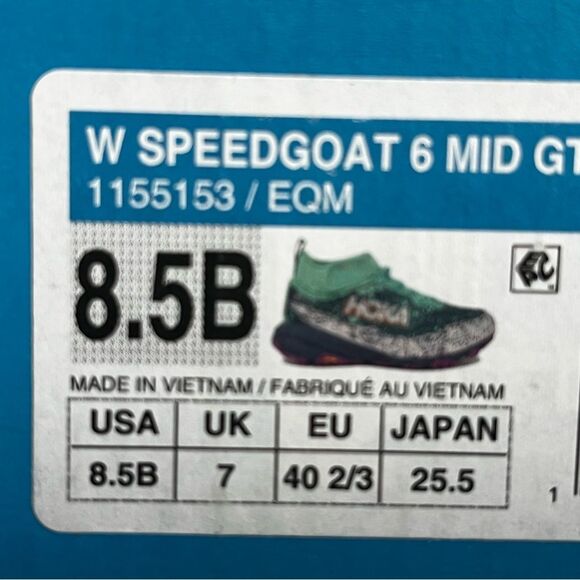 W SPEEDGOAT 6 MID GT
1155153 / EQM
8.5B
HOKA
MADE IN VIETNAM / FABRIQUÉ AU VIETNAM
USA UK EU JAPAN
8.5B 7 40 2/3 25.5
1